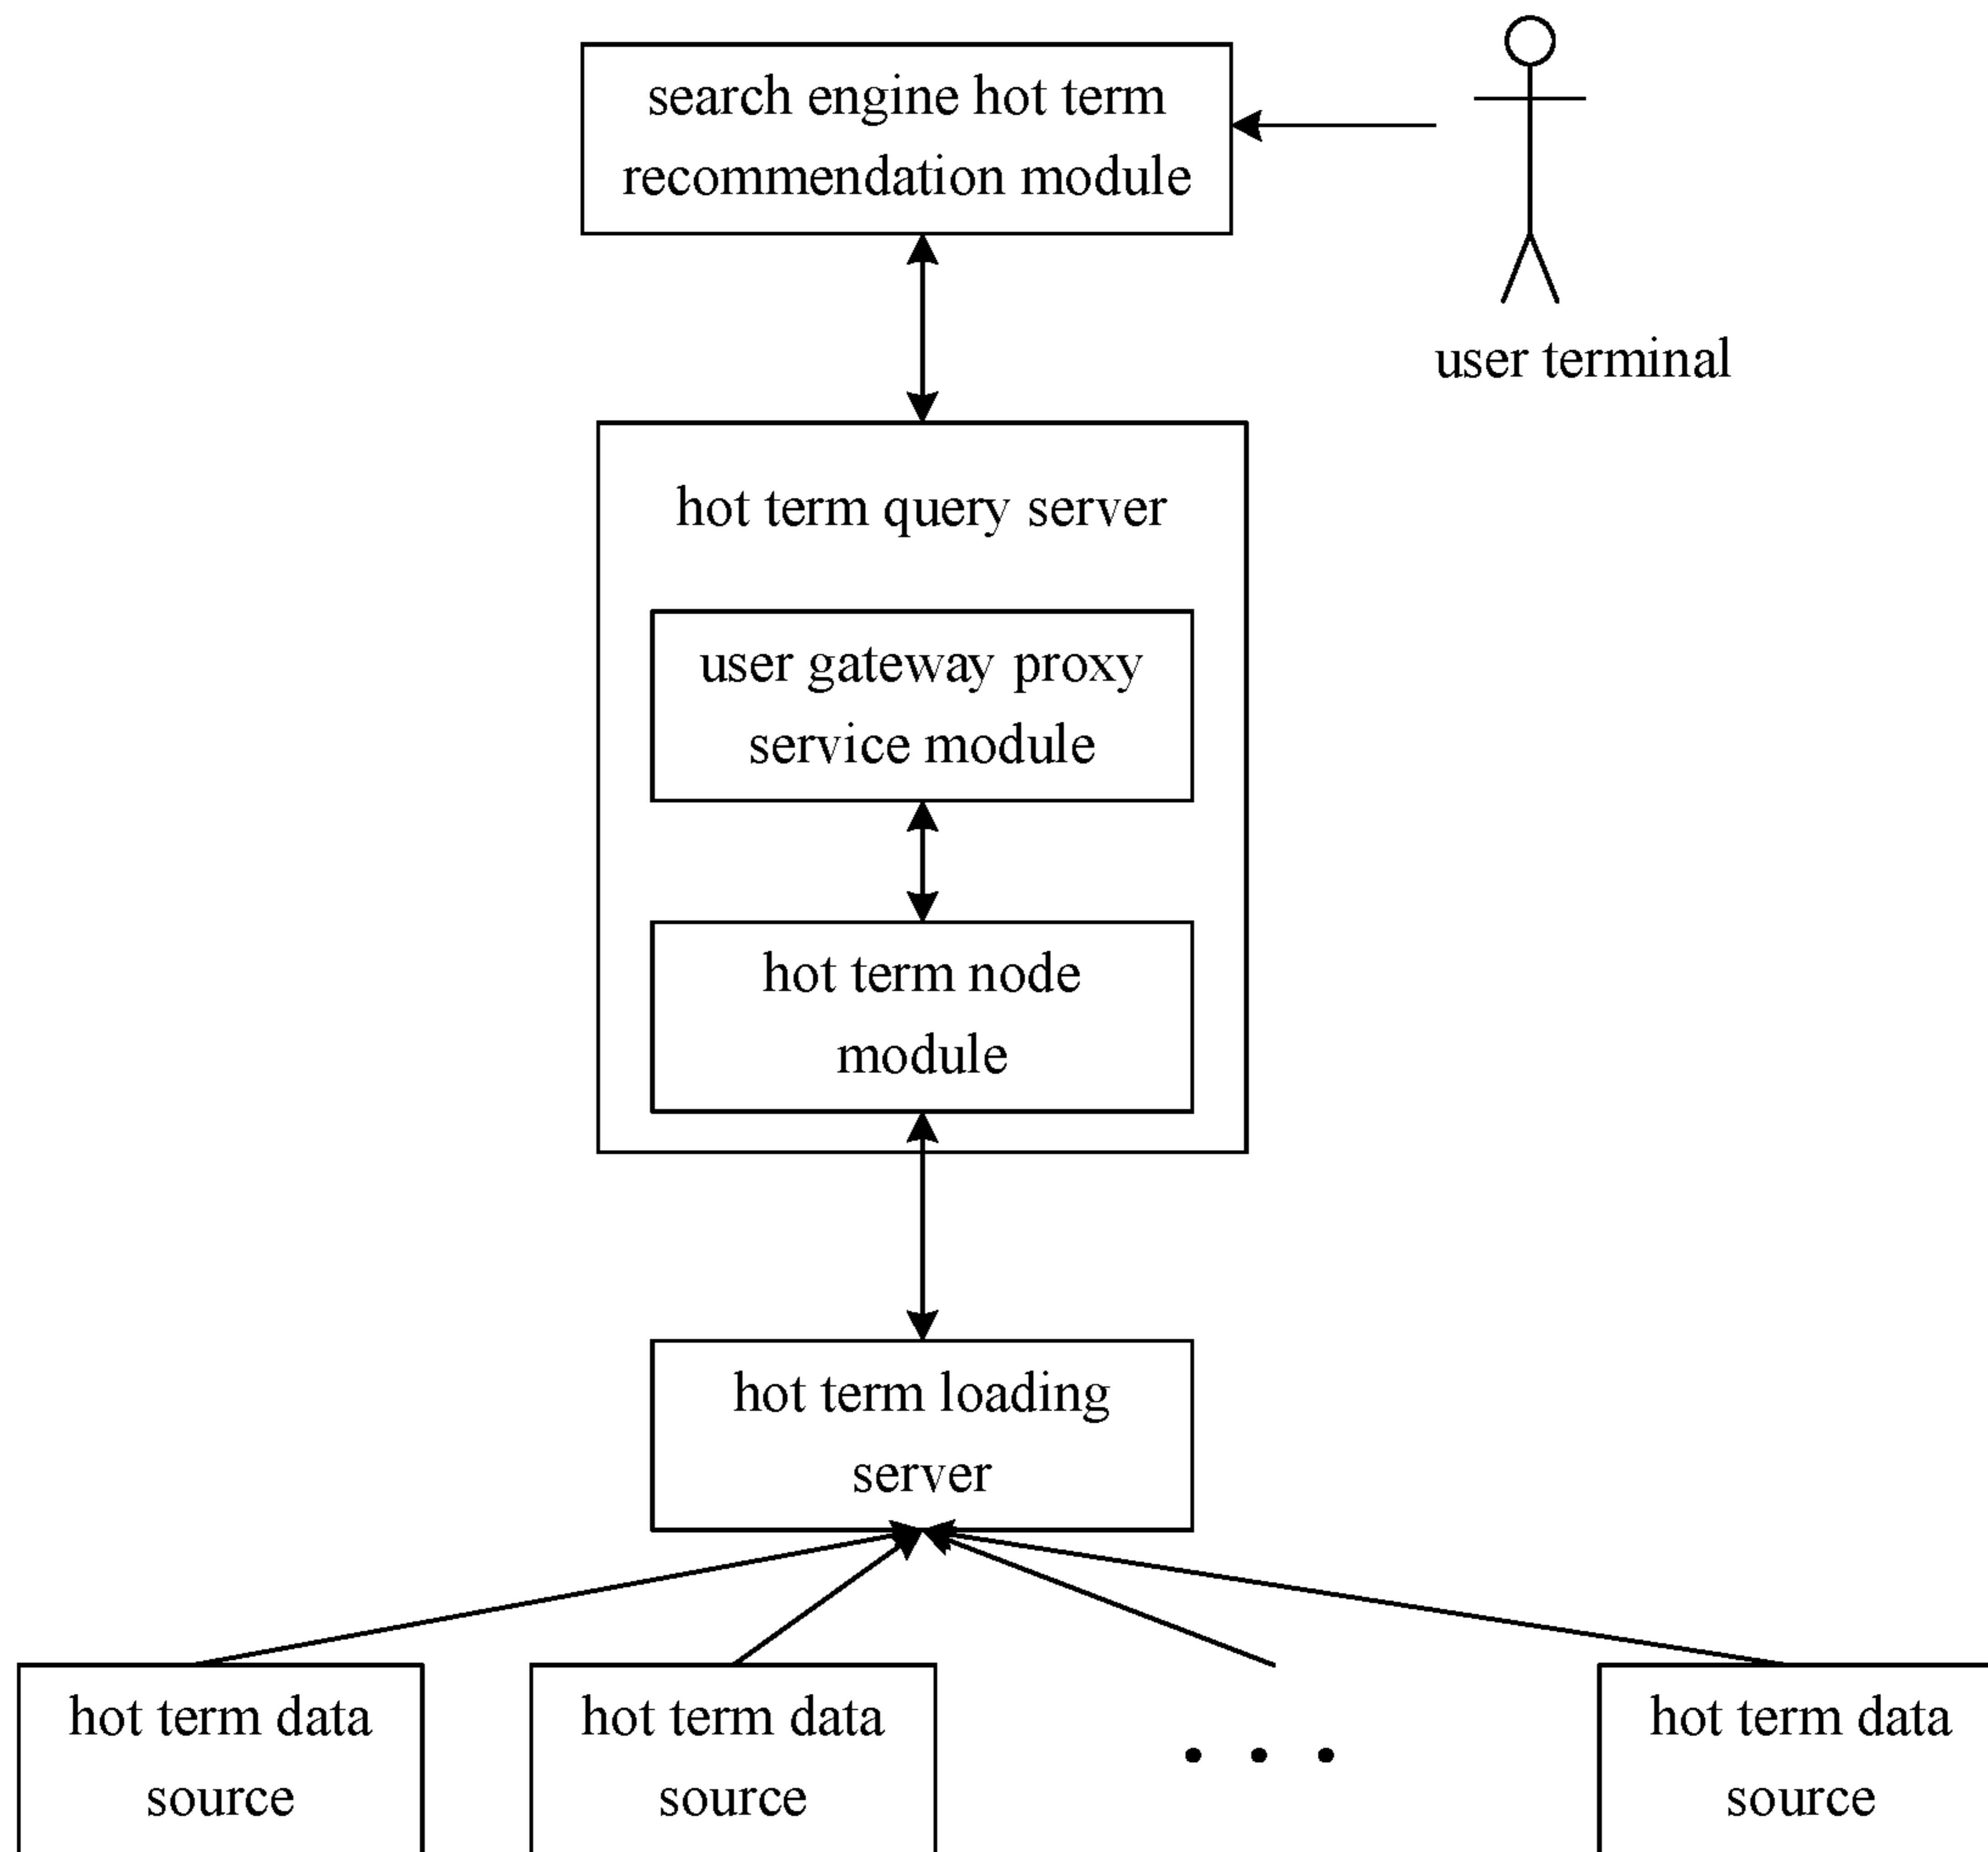 search engine hot term
recommendation module
user terminal
hot term query server
user gateway proxy
service module
hot term node
module
hot term loading
server
hot term data
source
hot term data
source
hot term data
source